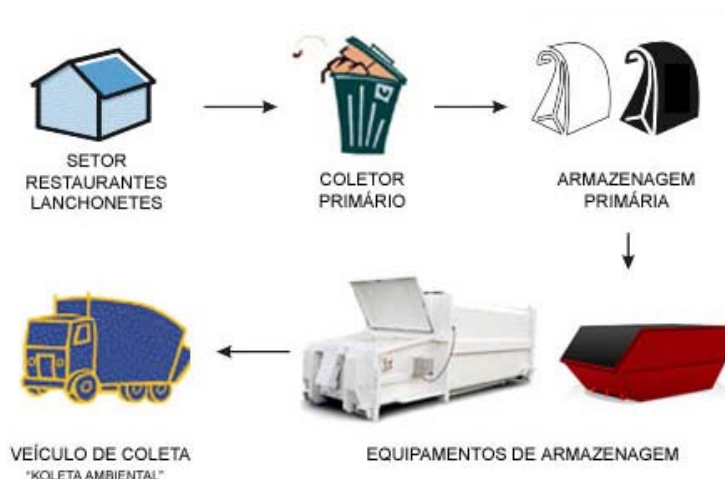 SETOR
RESTAURANTES
LANCHONETES
COLETOR
PRIMÁRIO
ARMAZENAGEM
PRIMÁRIA
VEÍCULO DE COLETA
"KOLETA AMBIENTAL"
EQUIPAMENTOS DE ARMAZENAGEM